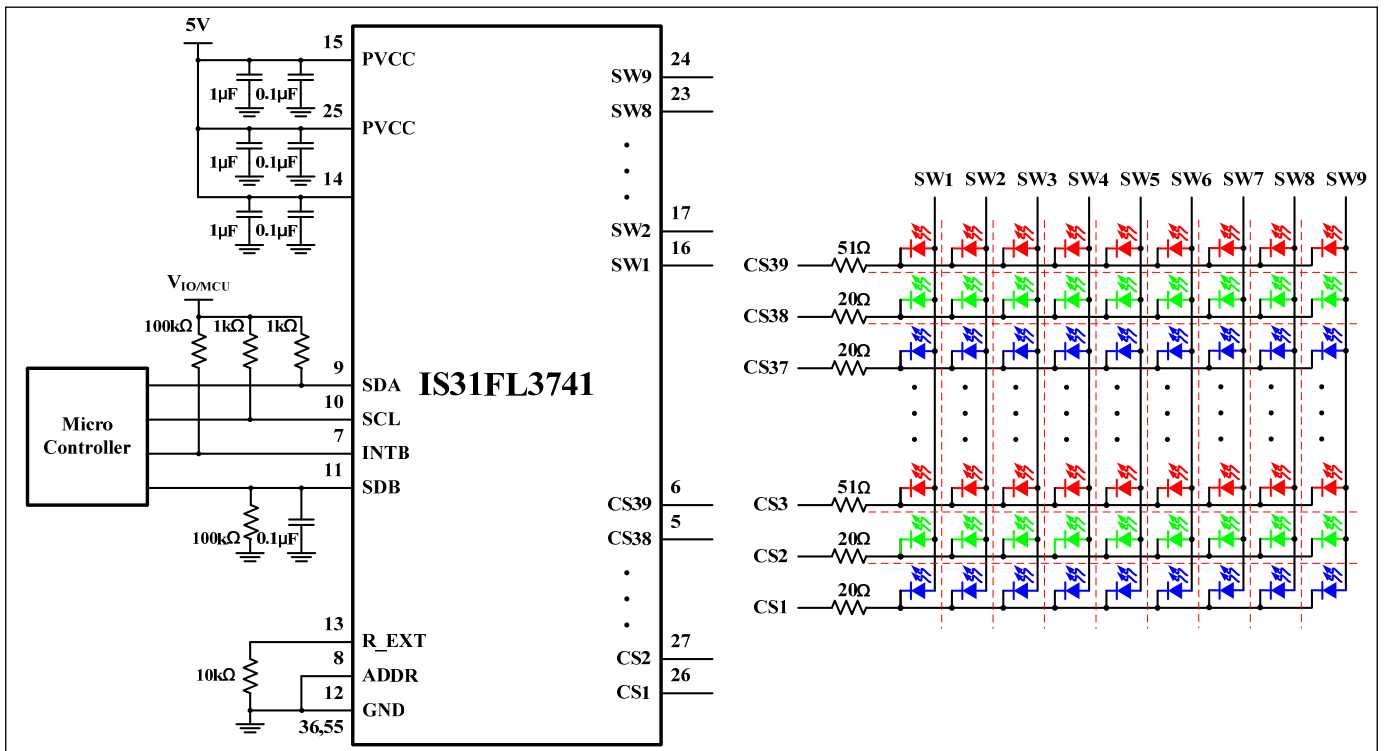 5V
15
PVCC
1µF
0.1µF
25
PVCC
1µF
0.1µF
14
1µF
0.1µF
VIO/MCU
100kΩ
1kΩ
1kΩ
Micro
Controller
9
SDA
10
SCL
7
INTB
11
SDB
100kΩ
0.1µF
13
R_EXT
8
ADDR
10kΩ
12
GND
36,55
IS31FL3741
24
SW9
23
SW8
17
SW2
16
SW1
6
CS39
5
CS38
27
CS2
26
CS1
SW1 SW2 SW3 SW4 SW5 SW6 SW7 SW8 SW9
51Ω
CS39
20Ω
CS38
20Ω
CS37
51Ω
CS3
20Ω
CS2
20Ω
CS1